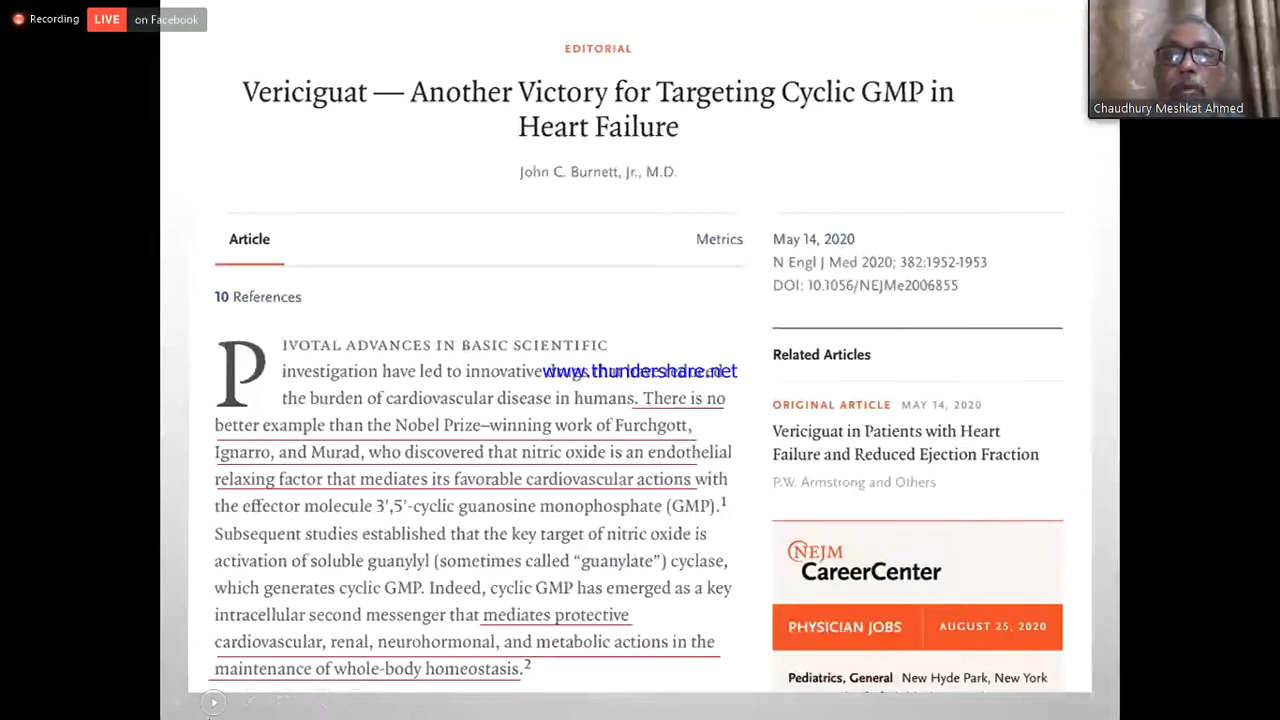 Recording
LIVE on Facebook
Chaudhury Meshkat Ahmed
EDITORIAL
Vericiguat — Another Victory for Targeting Cyclic GMP in
Heart Failure
John C. Burnett, Jr., M.D.
Article
Metrics
10 References
PIVOTAL ADVANCES IN BASIC SCIENTIFIC
investigation have led to innovative
www.thundershare.net
the burden of cardiovascular disease in humans. There is no
better example than the Nobel Prize–winning work of Furchgott,
Ignarro, and Murad, who discovered that nitric oxide is an endothelial
relaxing factor that mediates its favorable cardiovascular actions with
the effector molecule 3′,5′-cyclic guanosine monophosphate (GMP).1
Subsequent studies established that the key target of nitric oxide is
activation of soluble guanylyl (sometimes called “guanylate”) cyclase,
which generates cyclic GMP. Indeed, cyclic GMP has emerged as a key
intracellular second messenger that mediates protective
cardiovascular, renal, neurohormonal, and metabolic actions in the
maintenance of whole-body homeostasis.2
May 14, 2020
N Engl J Med 2020; 382:1952-1953
DOI: 10.1056/NEJMe2006855
Related Articles
ORIGINAL ARTICLE MAY 14, 2020
Vericiguat in Patients with Heart
Failure and Reduced Ejection Fraction
P.W. Armstrong and Others
NEJM
CareerCenter
PHYSICIAN JOBS AUGUST 25, 2020
Pediatrics, General New Hyde Park, New York